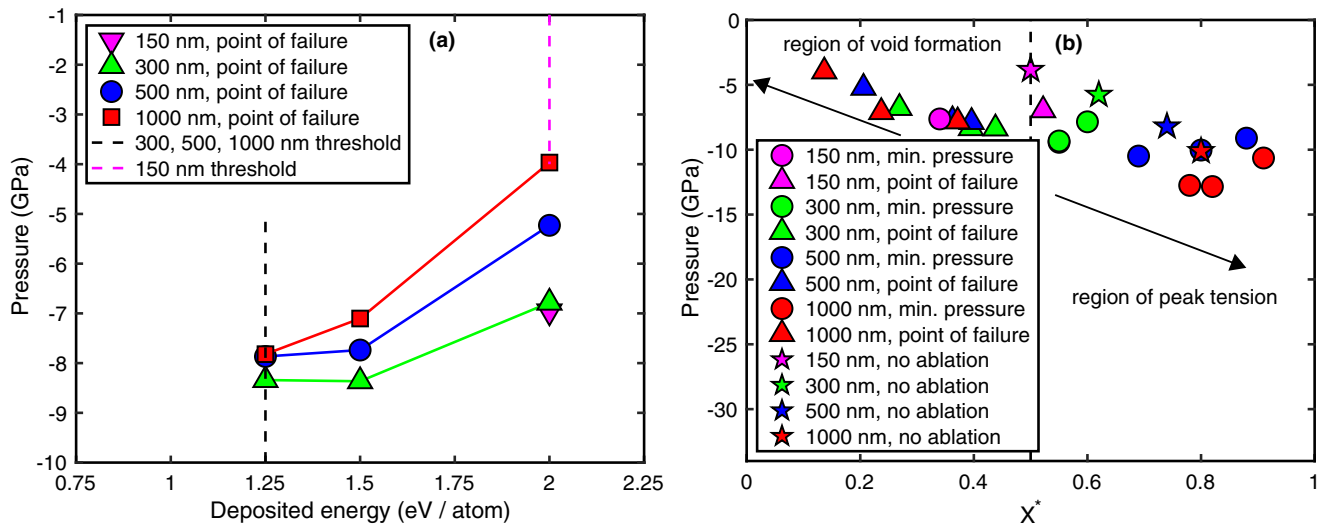 -1
-2
-3
-4
-5
-6
-7
-8
-9
-10
Pressure (GPa)
(a)
150 nm, point of failure
300 nm, point of failure
500 nm, point of failure
1000 nm, point of failure
300, 500, 1000 nm threshold
150 nm threshold
0.75
1
1.25
1.5
1.75
2
2.25
Deposited energy (eV / atom)
0
-5
-10
-15
-20
-25
-30
Pressure (GPa)
region of void formation
(b)
150 nm, min. pressure
150 nm, point of failure
300 nm, min. pressure
300 nm, point of failure
500 nm, min. pressure
500 nm, point of failure
1000 nm, min. pressure
1000 nm, point of failure
150 nm, no ablation
300 nm, no ablation
500 nm, no ablation
1000 nm, no ablation
region of peak tension
0
0.2
0.4
0.6
0.8
1
X*